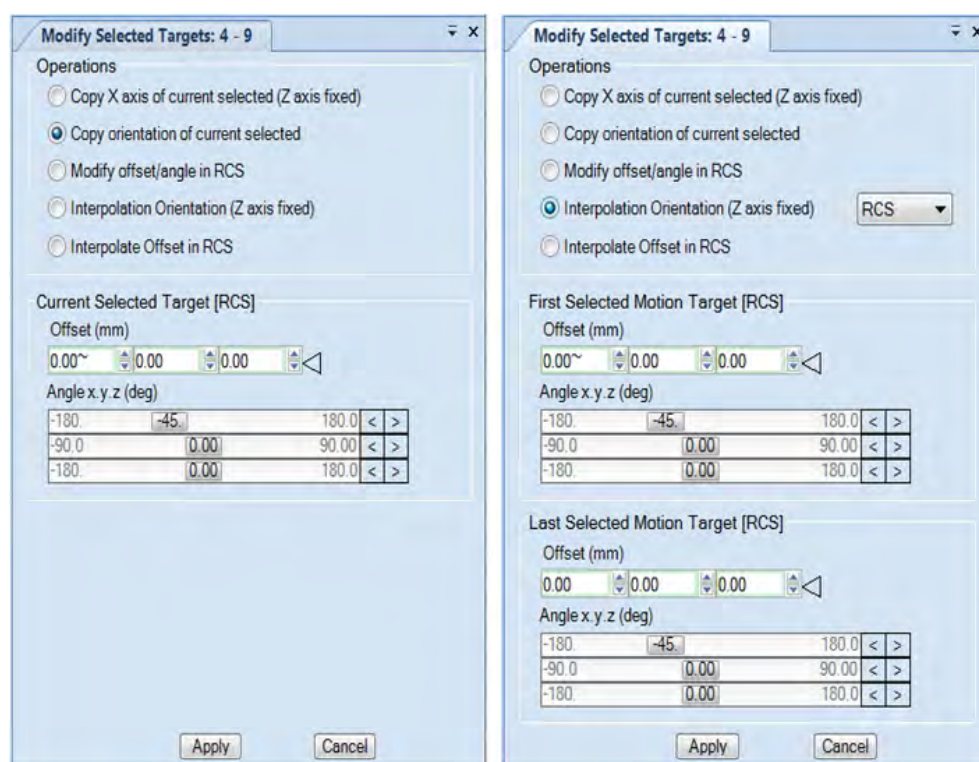 Modify Selected Targets: 4 - 9
Operations
Copy X axis of current selected (Z axis fixed)
Copy orientation of current selected
Modify offset/angle in RCS
Interpolation Orientation (Z axis fixed)
Interpolate Offset in RCS
Current Selected Target [RCS]
Offset (mm)
0.00~ 0.00 0.00
Angle x.y.z (deg)
-180. -45. 180.0 < >
-90.0 0.00 90.00 < >
-180. 0.00 180.0 < >
Apply Cancel
Modify Selected Targets: 4 - 9
Operations
Copy X axis of current selected (Z axis fixed)
Copy orientation of current selected
Modify offset/angle in RCS
Interpolation Orientation (Z axis fixed) RCS
Interpolate Offset in RCS
First Selected Motion Target [RCS]
Offset (mm)
0.00~ 0.00 0.00
Angle x.y.z (deg)
-180. -45. 180.0 < >
-90.0 0.00 90.00 < >
-180. 0.00 180.0 < >
Last Selected Motion Target [RCS]
Offset (mm)
0.00 0.00 0.00
Angle x.y.z (deg)
-180. -45. 180.0 < >
-90.0 0.00 90.00 < >
-180. 0.00 180.0 < >
Apply Cancel